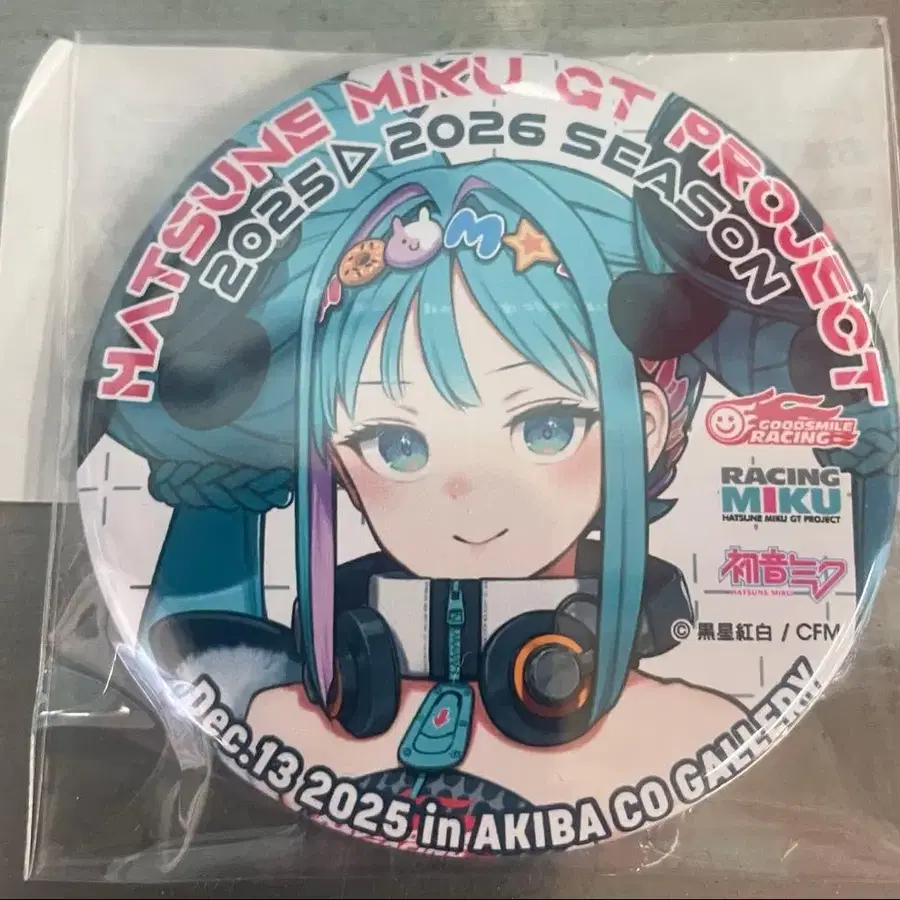 HATSUNE MIKU GT PROJECT
2025▷2026 SEASON
M
GOODSMILE
RACING
RACING
MIKU
HATSUNE MIKU GT PROJECT
初音ミク
HATSUNE MIKU
© 黒星紅白 / CFM
Dec.13 2025 in AKIBA CO GALLERY